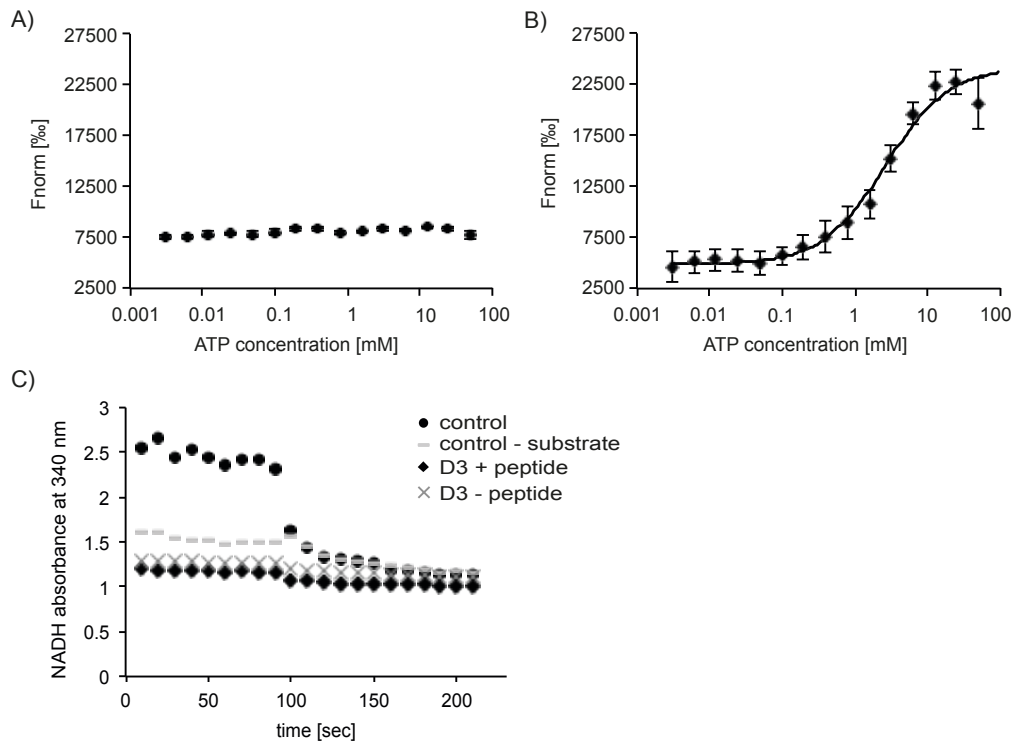 A)
27500
22500
17500
12500
7500
2500
0.001
0.01
0.1
1
10
100
Fnorm [‰]
ATP concentration [mM]
B)
27500
22500
17500
12500
7500
2500
0.001
0.01
0.1
1
10
100
Fnorm [‰]
ATP concentration [mM]
C)
3
2.5
2
1.5
1
0.5
0
0
50
100
150
200
NADH absorbance at 340 nm
time [sec]
control
control - substrate
D3 + peptide
D3 - peptide